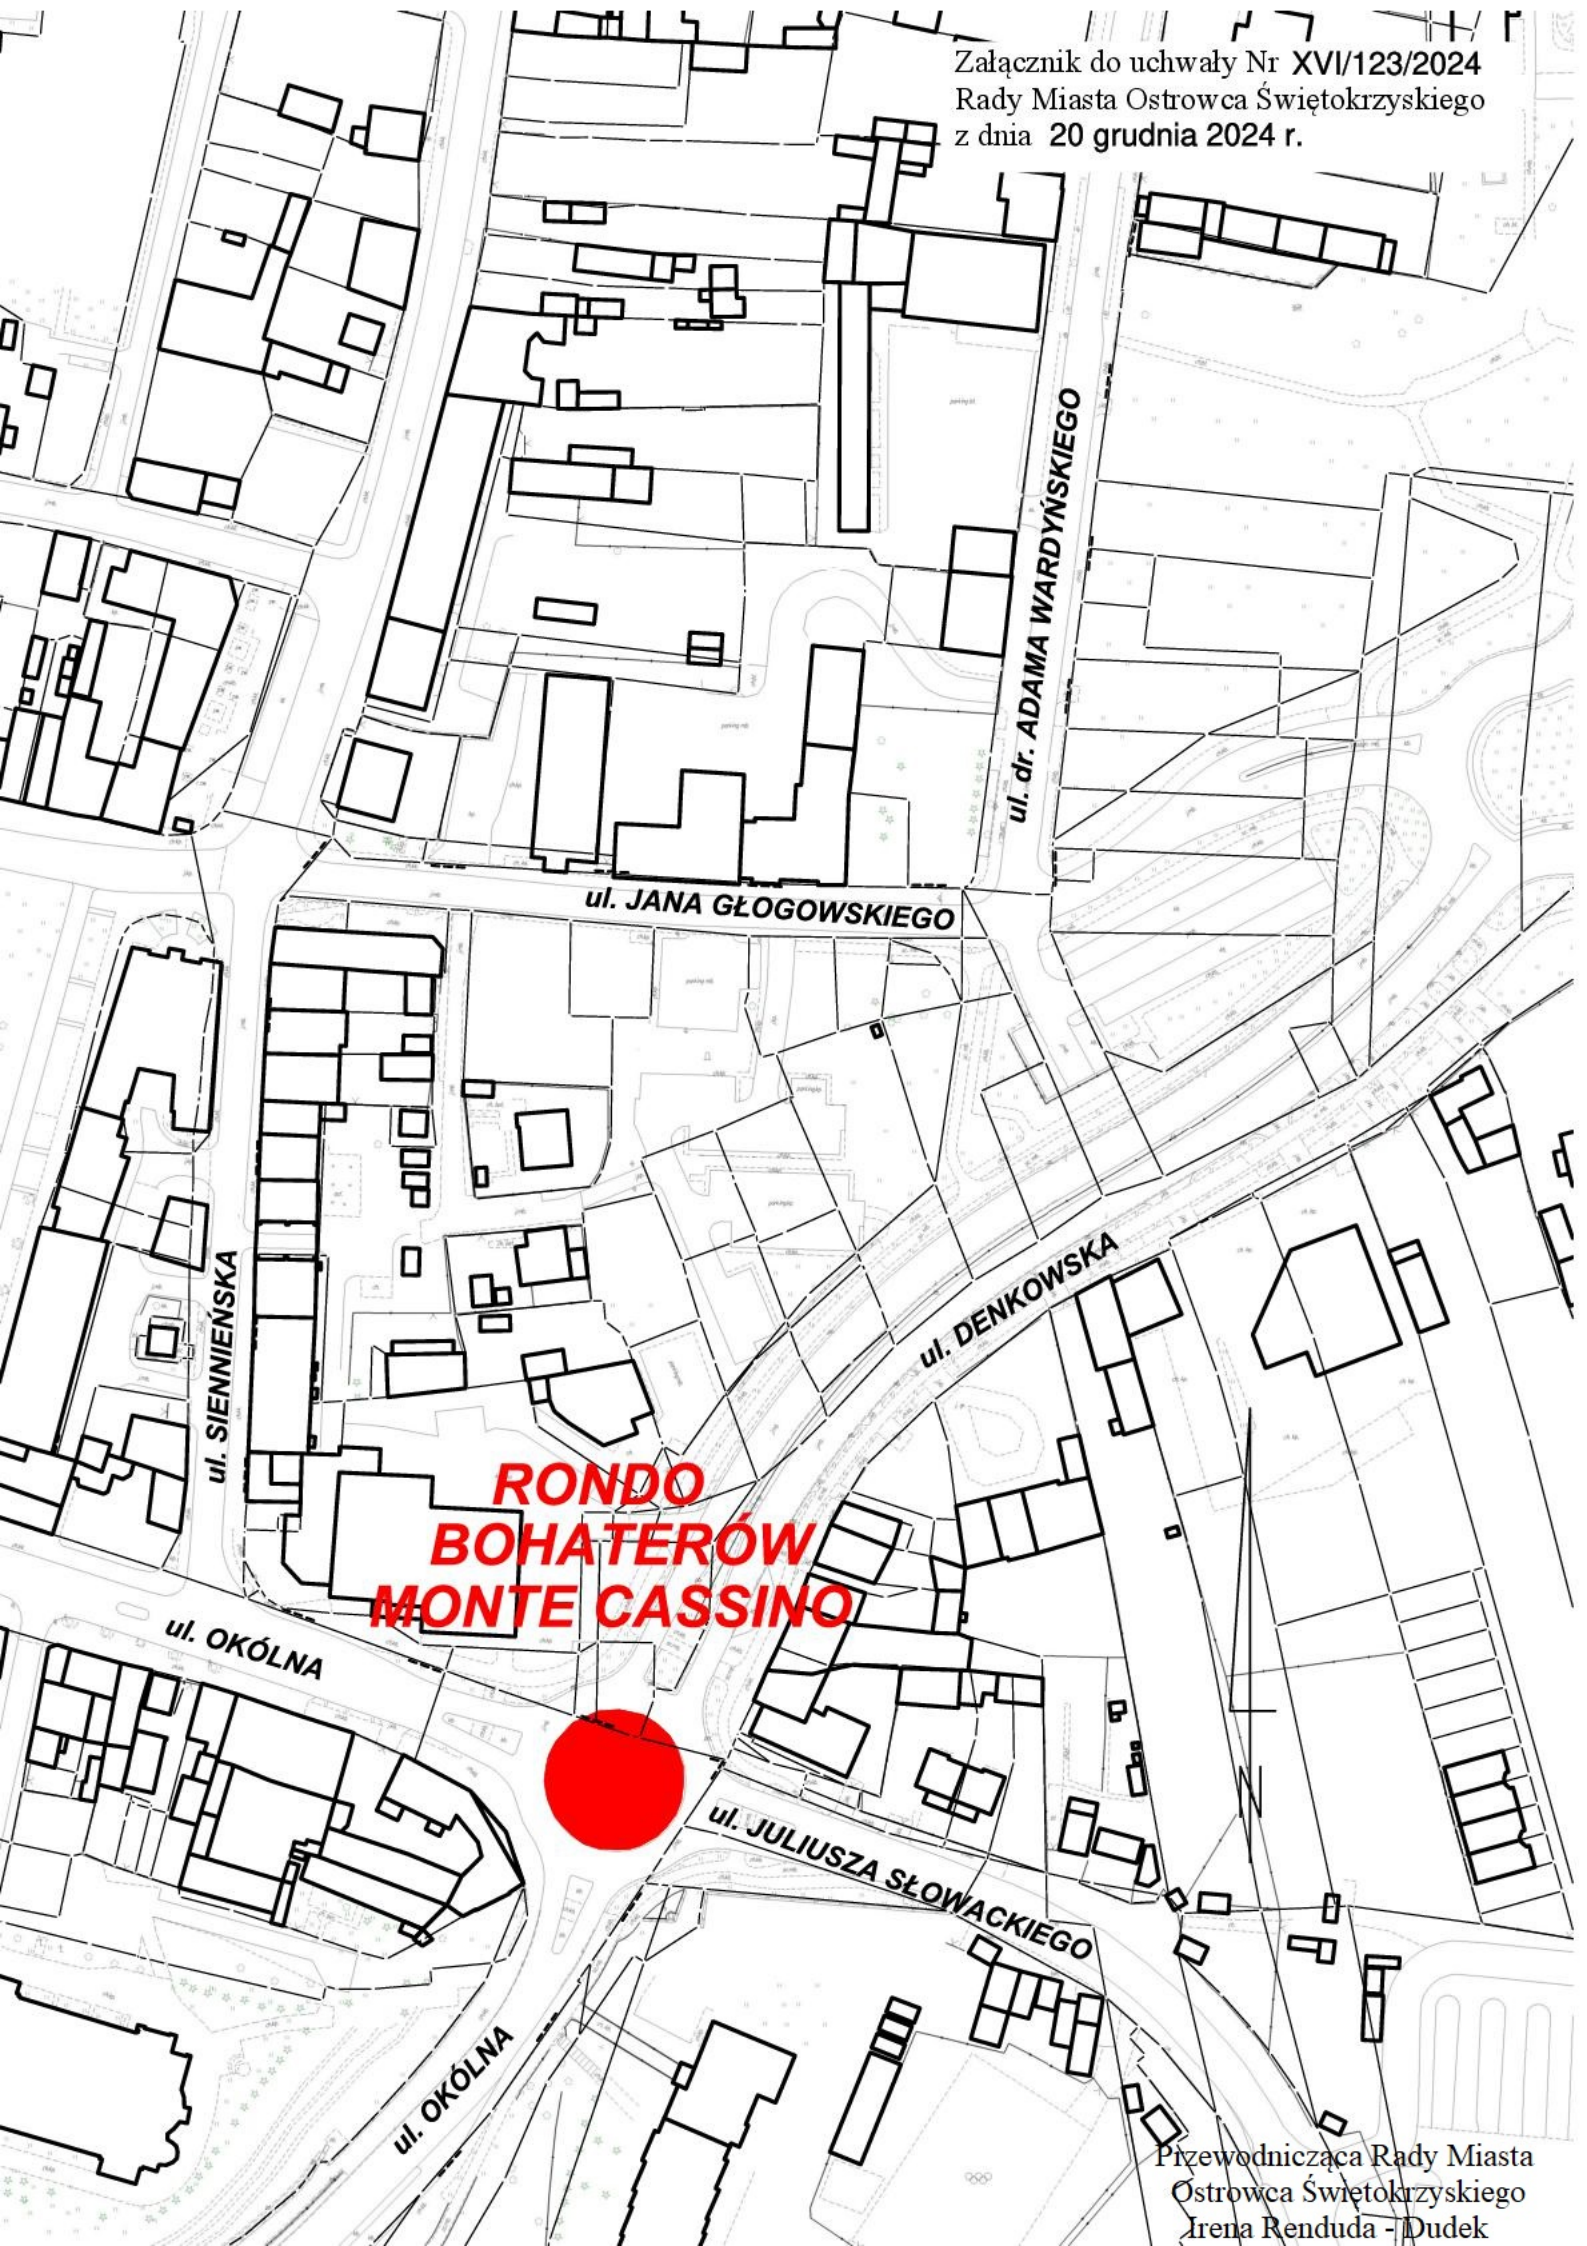 Załącznik do uchwały Nr XVI/123/2024
Rady Miasta Ostrowca Świętokrzyskiego
z dnia 20 grudnia 2024 r.
ul. dr. ADAMA WARDYŃSKIEGO
ul. JANA GŁOGOWSKIEGO
ul. SIENNIEŃSKA
ul. DENKOWSKA
RONDO
BOHATERÓW
MONTE CASSINO
ul. OKÓLNA
ul. JULIUSZA SŁOWACKIEGO
N
ul. OKÓLNA
Przewodnicząca Rady Miasta
Ostrowca Świętokrzyskiego
Irena Renduda - Dudek